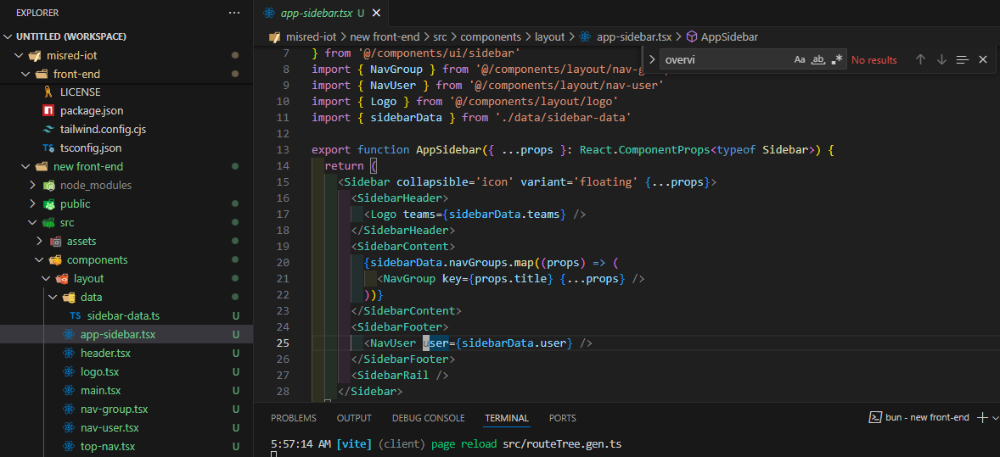 EXPLORER
UNTITLED (WORKSPACE)
misred-iot
front-end
LICENSE
package.json
tailwind.config.cjs
TS tsconfig.json
new front-end
node_modules
public
src
assets
components
layout
data
TS sidebar-data.ts U
app-sidebar.tsx U
header.tsx U
logo.tsx U
main.tsx U
nav-group.tsx U
nav-user.tsx U
top-nav.tsx U
app-sidebar.tsx U
misred-iot > new front-end > src > components > layout > app-sidebar.tsx > AppSidebar
overvi Aa ab .* No results
7 } from '@/components/ui/sidebar'
8 import { NavGroup } from '@/components/layout/nav-g
9 import { NavUser } from '@/components/layout/nav-user'
10 import { Logo } from '@/components/layout/logo'
11 import { sidebarData } from './data/sidebar-data'
12
13 export function AppSidebar({ ...props }: React.ComponentProps<typeof Sidebar>) {
14 return (
15 <Sidebar collapsible='icon' variant='floating' {...props}>
16 <SidebarHeader>
17 <Logo teams={sidebarData.teams} />
18 </SidebarHeader>
19 <SidebarContent>
20 {sidebarData.navGroups.map((props) => (
21 <NavGroup key={props.title} {...props} />
22 ))}
23 </SidebarContent>
24 <SidebarFooter>
25 <NavUser user={sidebarData.user} />
26 </SidebarFooter>
27 <SidebarRail />
28 </Sidebar>
PROBLEMS OUTPUT DEBUG CONSOLE TERMINAL PORTS
bun - new front-end
5:57:14 AM [vite] (client) page reload src/routeTree.gen.ts